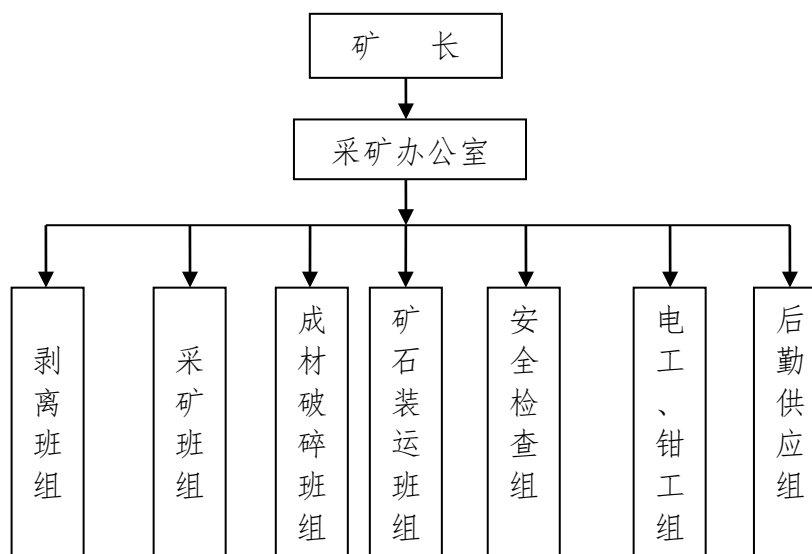 矿 长
采矿办公室
剥离班组
采矿班组
成材破碎班组
矿石装运班组
安全检查组
电工、钳工组
后勤供应组